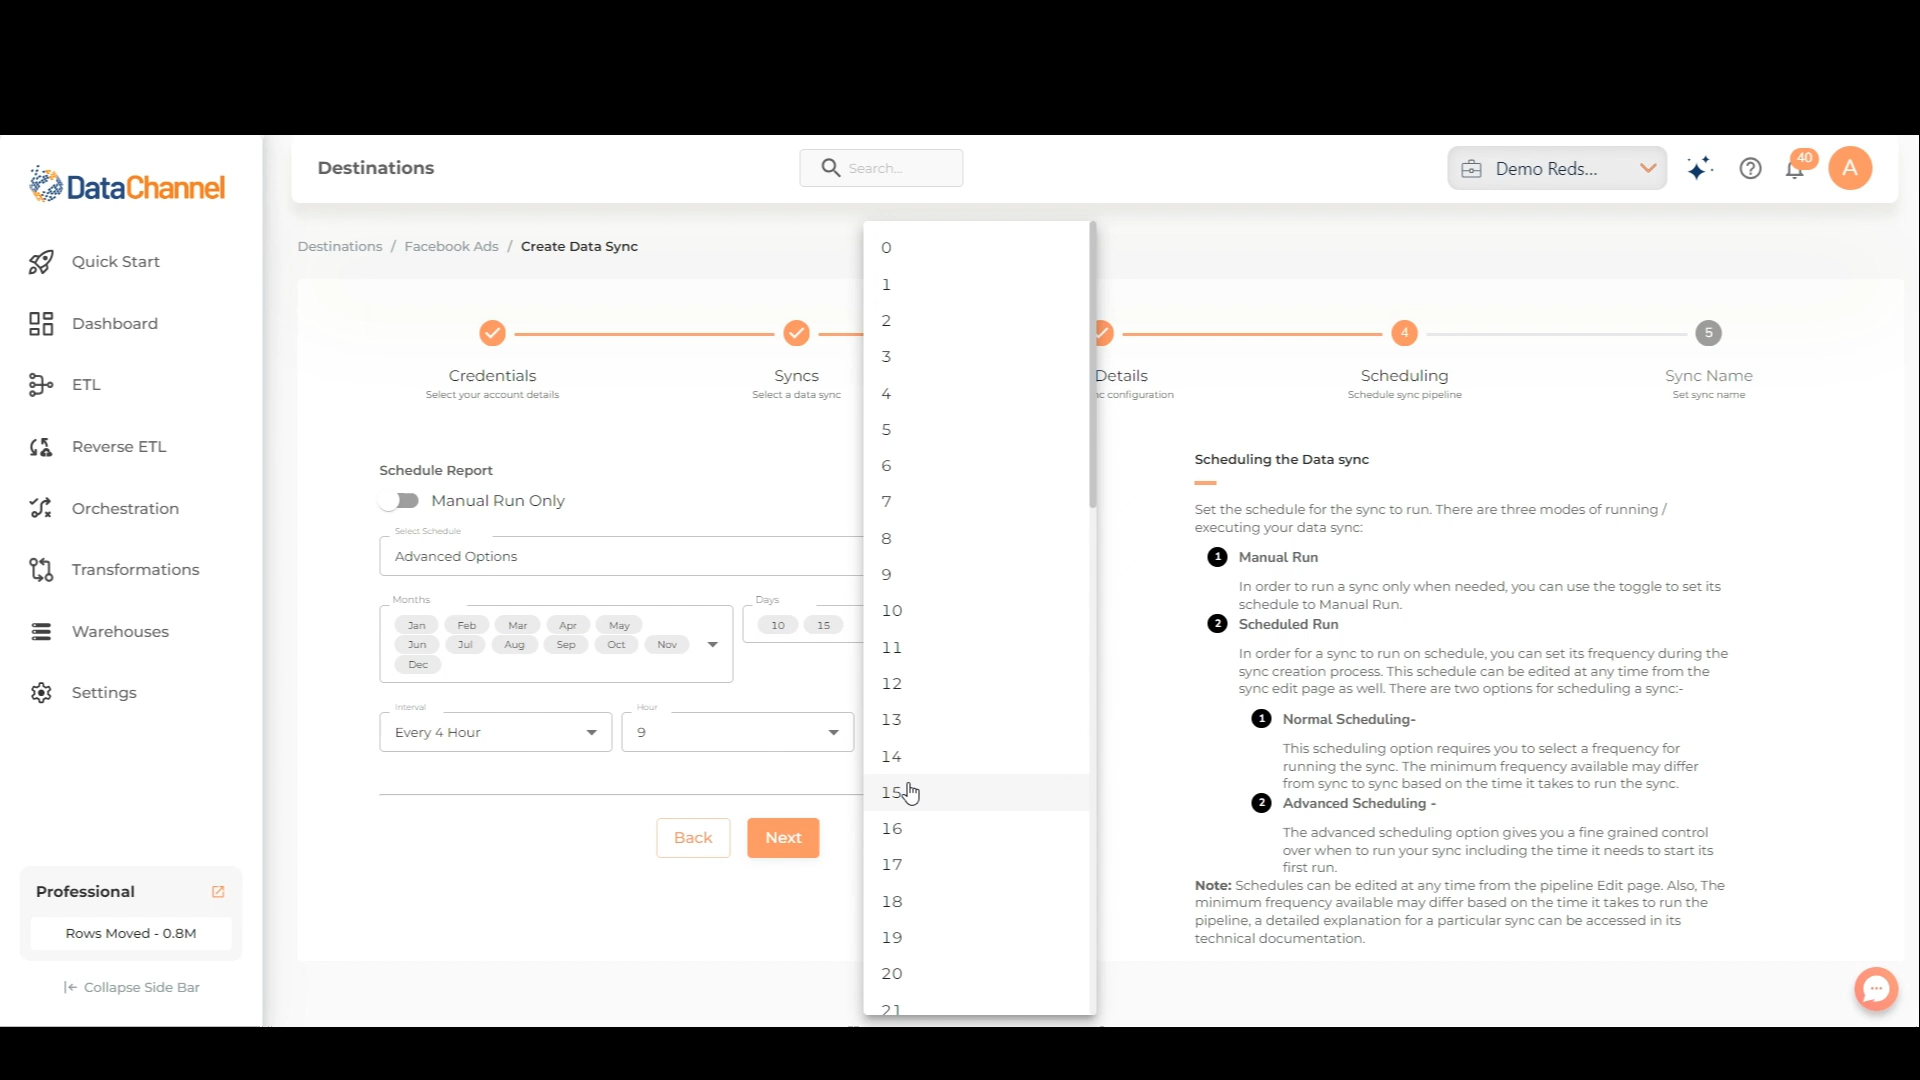 DataChannel
Destinations
Search...
Demo Reds...
40
A
Quick Start
Dashboard
ETL
Reverse ETL
Orchestration
Transformations
Warehouses
Settings
Professional
Rows Moved - 0.8M
Collapse Side Bar
Destinations / Facebook Ads / Create Data Sync
Credentials
Select your account details
Syncs
Select a data sync
Details
configuration
4
Scheduling
Schedule sync pipeline
5
Sync Name
Set sync name
Schedule Report
Manual Run Only
Select Schedule
Advanced Options
Months
Jan Feb Mar Apr May
Jun Jul Aug Sep Oct Nov
Dec
Days
10 15
Interval
Every 4 Hour
Hour
9
Back
Next
0
1
2
3
4
5
6
7
8
9
10
11
12
13
14
15
16
17
18
19
20
21
Scheduling the Data sync
Set the schedule for the sync to run. There are three modes of running /
executing your data sync:
1 Manual Run
In order to run a sync only when needed, you can use the toggle to set its
schedule to Manual Run.
2 Scheduled Run
In order for a sync to run on schedule, you can set its frequency during the
sync creation process. This schedule can be edited at any time from the
sync edit page as well. There are two options for scheduling a sync:-
1 Normal Scheduling-
This scheduling option requires you to select a frequency for
running the sync. The minimum frequency available may differ
from sync to sync based on the time it takes to run the sync.
2 Advanced Scheduling -
The advanced scheduling option gives you a fine grained control
over when to run your sync including the time it needs to start its
first run.
Note: Schedules can be edited at any time from the pipeline Edit page. Also, The
minimum frequency available may differ based on the time it takes to run the
pipeline, a detailed explanation for a particular sync can be accessed in its
technical documentation.